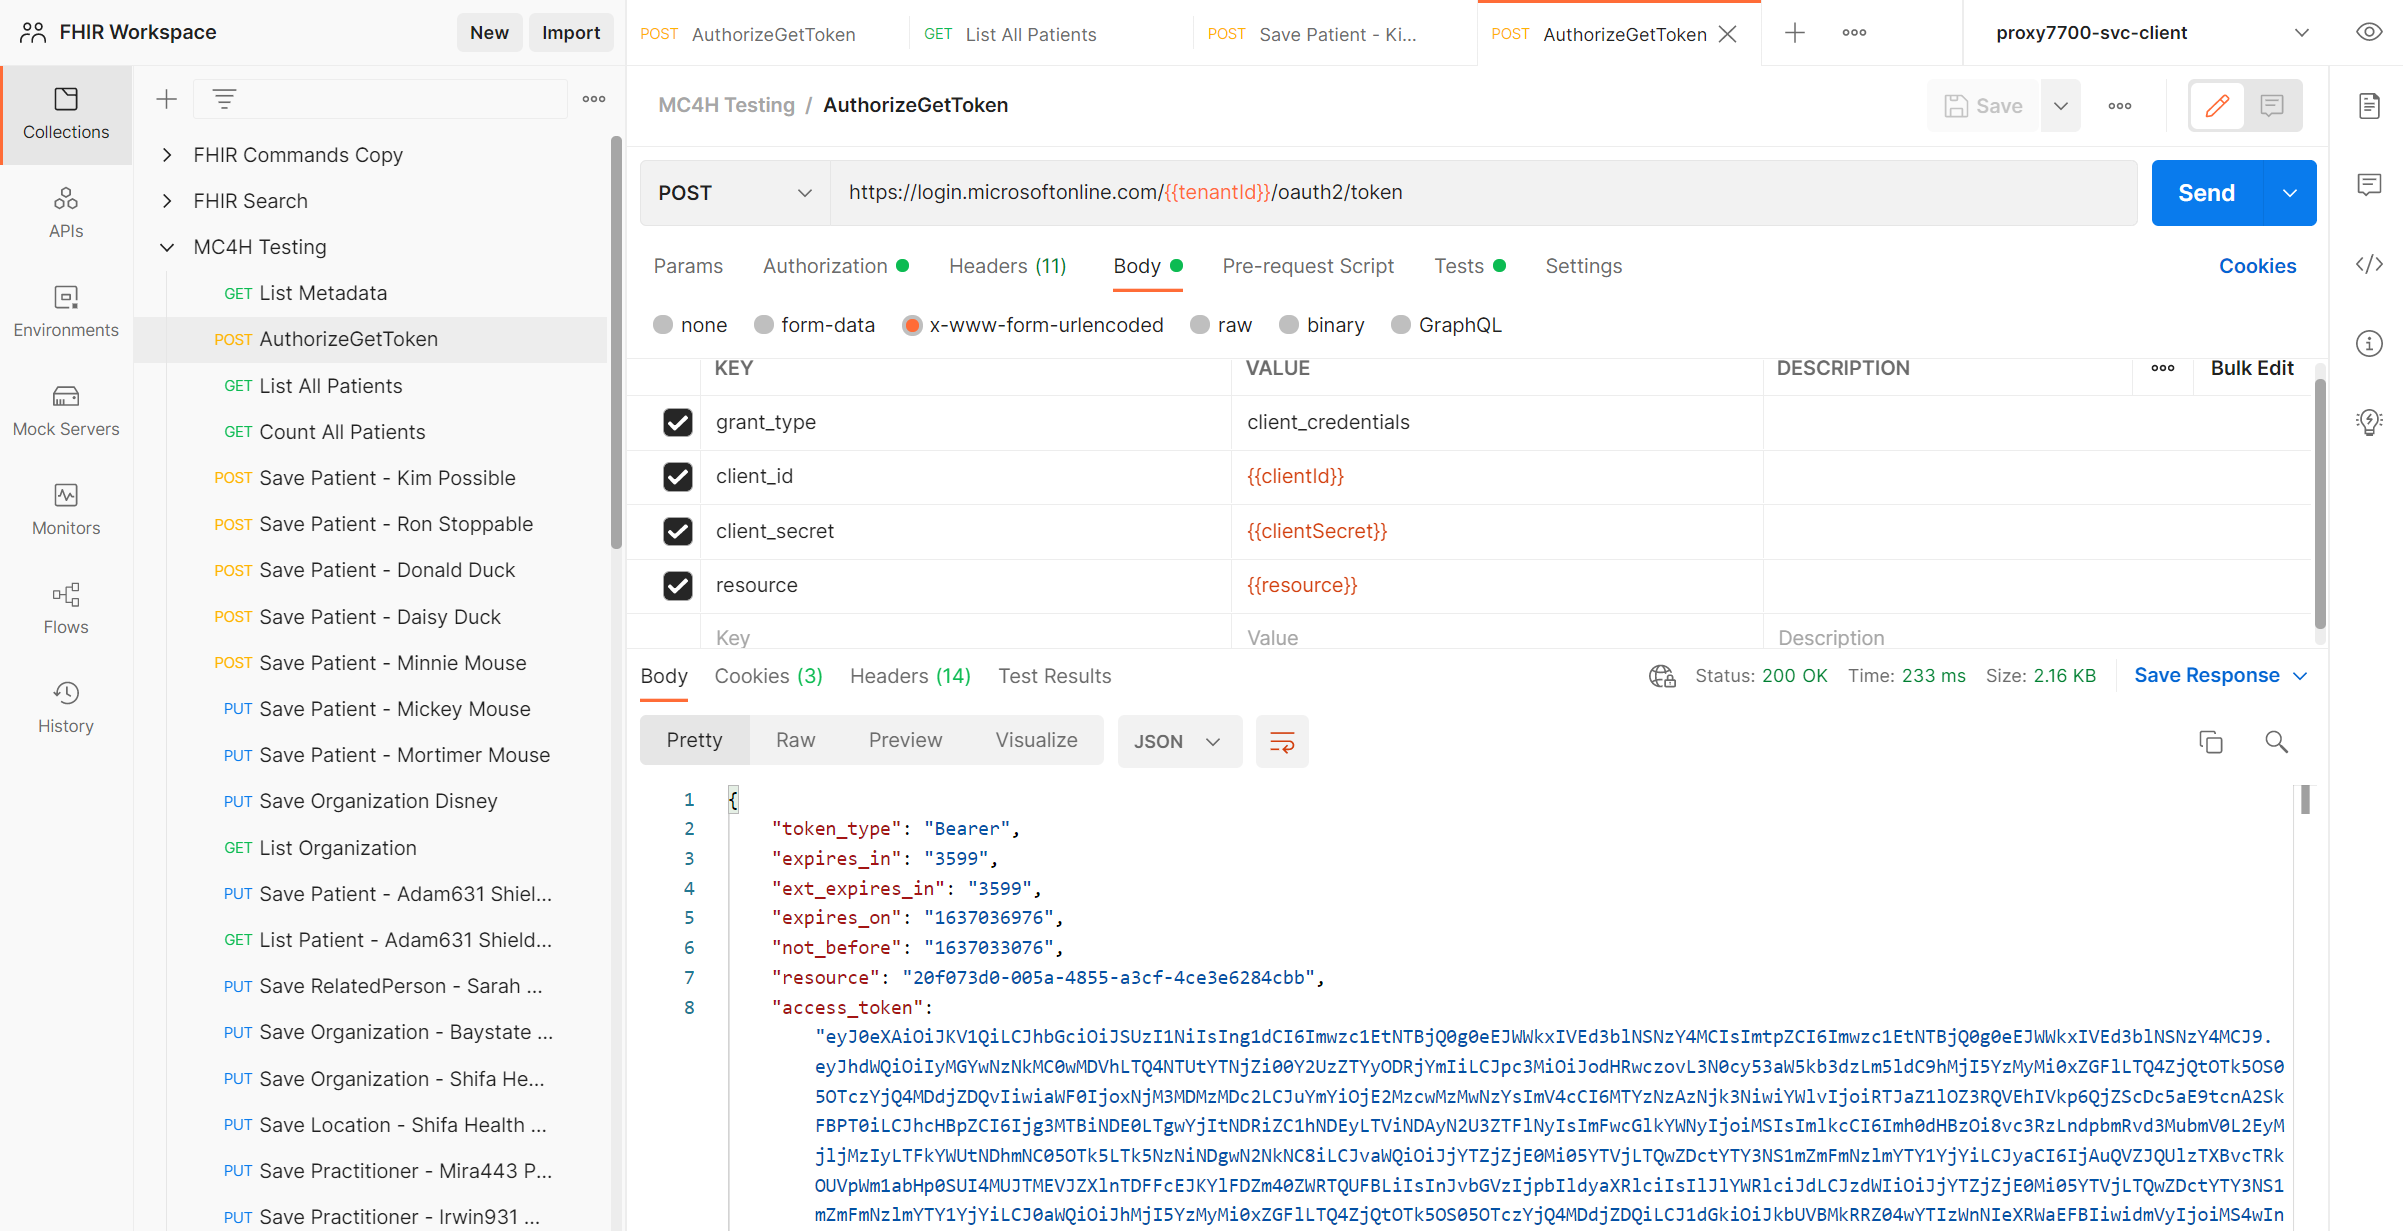 FHIR Workspace
New
Import
POST AuthorizeGetToken
GET List All Patients
POST Save Patient - Ki...
POST AuthorizeGetToken
proxy7700-svc-client
Collections
APIs
Environments
Mock Servers
Monitors
Flows
History
FHIR Commands Copy
FHIR Search
MC4H Testing
GET List Metadata
POST AuthorizeGetToken
GET List All Patients
GET Count All Patients
POST Save Patient - Kim Possible
POST Save Patient - Ron Stoppable
POST Save Patient - Donald Duck
POST Save Patient - Daisy Duck
POST Save Patient - Minnie Mouse
PUT Save Patient - Mickey Mouse
PUT Save Patient - Mortimer Mouse
PUT Save Organization Disney
GET List Organization
PUT Save Patient - Adam631 Shiel...
GET List Patient - Adam631 Shield...
PUT Save RelatedPerson - Sarah ...
PUT Save Organization - Baystate ...
PUT Save Organization - Shifa He...
PUT Save Location - Shifa Health ...
PUT Save Practitioner - Mira443 P...
PUT Save Practitioner - Irwin931 ...
MC4H Testing / AuthorizeGetToken
Save
POST
https://login.microsoftonline.com/{{tenantId}}/oauth2/token
Send
Params Authorization Headers (11) Body Pre-request Script Tests Settings
Cookies
none form-data x-www-form-urlencoded raw binary GraphQL
KEY VALUE DESCRIPTION Bulk Edit
grant_type client_credentials
client_id {{clientId}}
client_secret {{clientSecret}}
resource {{resource}}
Key Value Description
Body Cookies (3) Headers (14) Test Results
Status: 200 OK Time: 233 ms Size: 2.16 KB Save Response
Pretty Raw Preview Visualize JSON
1 {
2 "token_type": "Bearer",
3 "expires_in": "3599",
4 "ext_expires_in": "3599",
5 "expires_on": "1637036976",
6 "not_before": "1637033076",
7 "resource": "20f073d0-005a-4855-a3cf-4ce3e6284cbb",
8 "access_token":